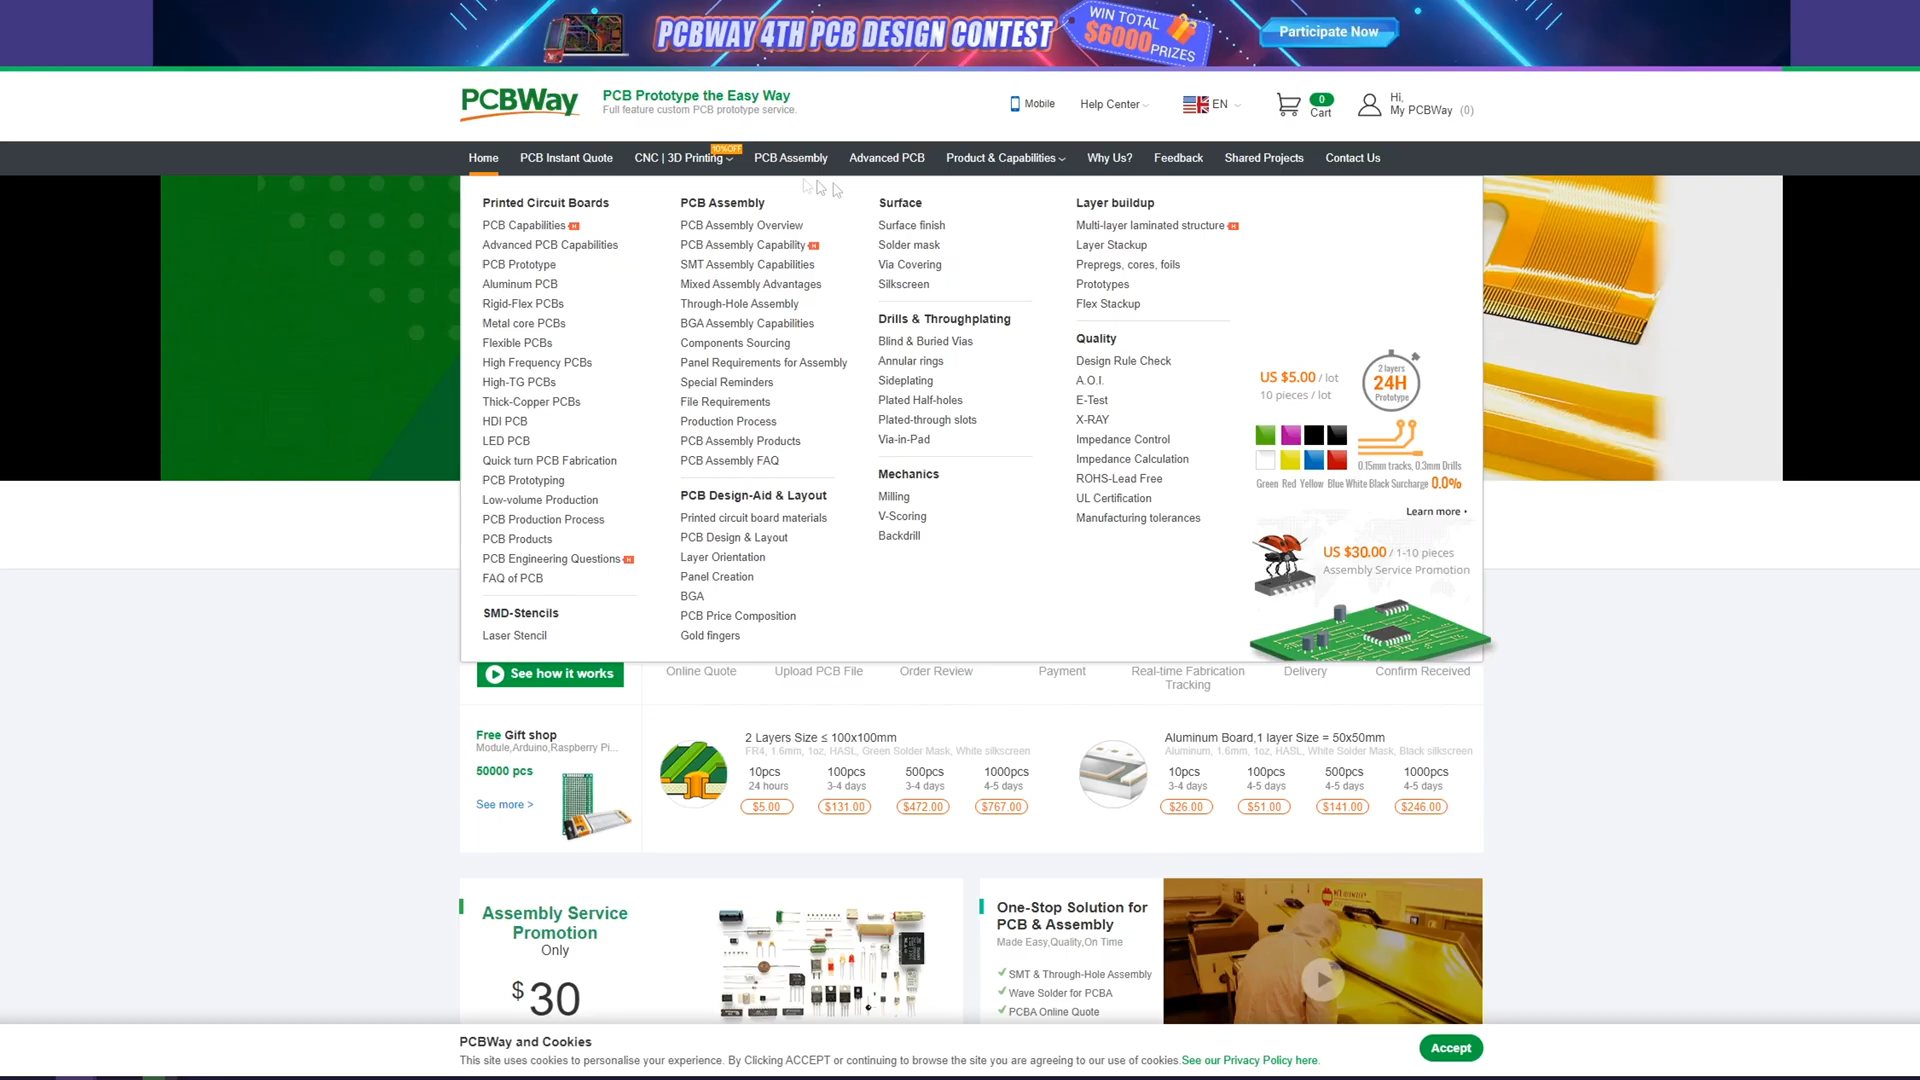 PCBWAY 4TH PCB DESIGN CONTEST
WIN TOTAL
$6000
PRIZES
Participate Now
PCBWay
PCB Prototype the Easy Way
Full feature custom PCB prototype service.
Mobile
Help Center
EN
0
Cart
Hi,
My PCBWay (0)
10%OFF
Home PCB Instant Quote CNC | 3D Printing PCB Assembly Advanced PCB Product & Capabilities Why Us? Feedback Shared Projects Contact Us
Printed Circuit Boards
PCB Capabilities H
Advanced PCB Capabilities
PCB Prototype
Aluminum PCB
Rigid-Flex PCBs
Metal core PCBs
Flexible PCBs
High Frequency PCBs
High-TG PCBs
Thick-Copper PCBs
HDI PCB
LED PCB
Quick turn PCB Fabrication
PCB Prototyping
Low-volume Production
PCB Production Process
PCB Products
PCB Engineering Questions H
FAQ of PCB
SMD-Stencils
Laser Stencil
PCB Assembly
PCB Assembly Overview
PCB Assembly Capability H
SMT Assembly Capabilities
Mixed Assembly Advantages
Through-Hole Assembly
BGA Assembly Capabilities
Components Sourcing
Panel Requirements for Assembly
Special Reminders
File Requirements
Production Process
PCB Assembly Products
PCB Assembly FAQ
PCB Design-Aid & Layout
Printed circuit board materials
PCB Design & Layout
Layer Orientation
Panel Creation
BGA
PCB Price Composition
Gold fingers
Surface
Surface finish
Solder mask
Via Covering
Silkscreen
Drills & Throughplating
Blind & Buried Vias
Annular rings
Sideplating
Plated Half-holes
Plated-through slots
Via-in-Pad
Mechanics
Milling
V-Scoring
Backdrill
Layer buildup
Multi-layer laminated structure H
Layer Stackup
Prepregs, cores, foils
Prototypes
Flex Stackup
Quality
Design Rule Check
A.O.I.
E-Test
X-RAY
Impedance Control
Impedance Calculation
ROHS-Lead Free
UL Certification
Manufacturing tolerances
US $5.00 / lot
10 pieces / lot
2 layers
24H
Prototype
0.15mm tracks, 0.3mm Drills
Green Red Yellow Blue White Black Surcharge 0.0%
Learn more
US $30.00 / 1-10 pieces
Assembly Service Promotion
See how it works
Online Quote
Upload PCB File
Order Review
Payment
Real-time Fabrication
Tracking
Delivery
Confirm Received
Free Gift shop
Module,Arduino,Raspberry Pi...
50000 pcs
See more >
2 Layers Size ≤ 100x100mm
FR4, 1.6mm, 1oz, HASL, Green Solder Mask, White silkscreen
10pcs 100pcs 500pcs 1000pcs
24 hours 3-4 days 3-4 days 4-5 days
$5.00 $131.00 $472.00 $767.00
Aluminum Board,1 layer Size = 50x50mm
Aluminum, 1.6mm, 1oz, HASL, White Solder Mask, Black silkscreen
10pcs 100pcs 500pcs 1000pcs
3-4 days 4-5 days 4-5 days 4-5 days
$26.00 $51.00 $141.00 $246.00
Assembly Service
Promotion
Only
$30
One-Stop Solution for
PCB & Assembly
Made Easy,Quality,On Time
SMT & Through-Hole Assembly
Wave Solder for PCBA
PCBA Online Quote
PCBWay and Cookies
This site uses cookies to personalise your experience. By Clicking ACCEPT or continuing to browse the site you are agreeing to our use of cookies.See our Privacy Policy here.
Accept